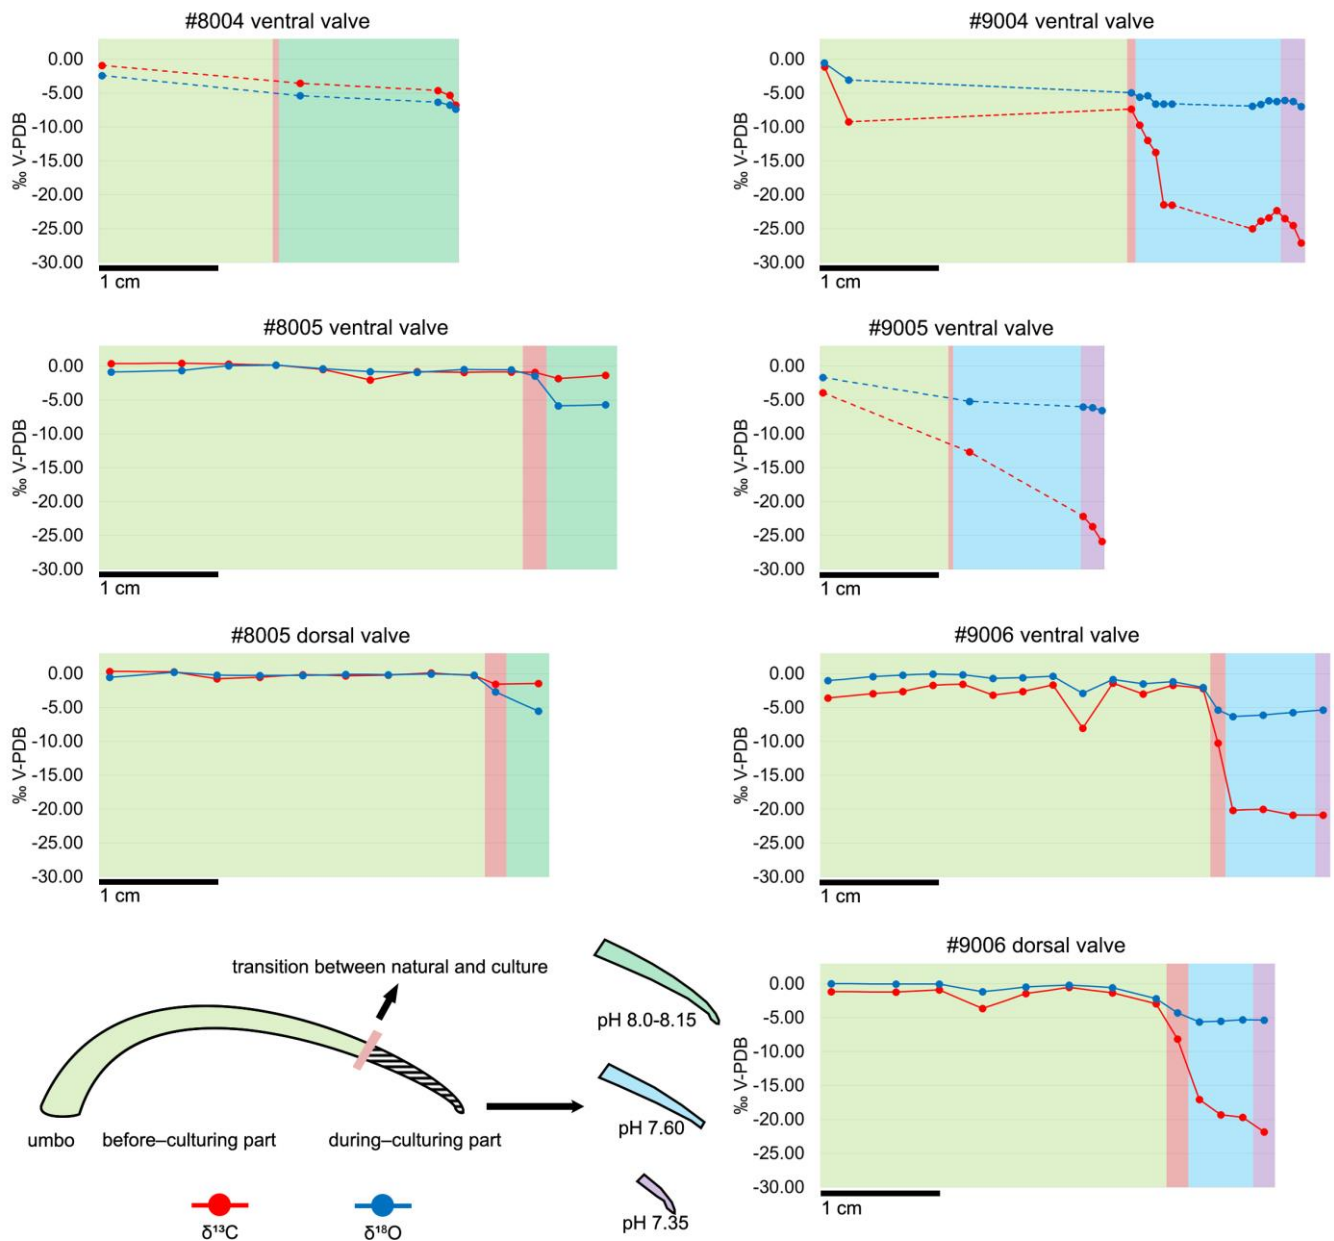 #8004 ventral valve
0.00
-5.00
-10.00
-15.00
-20.00
-25.00
-30.00
‰ V-PDB
1 cm
#9004 ventral valve
0.00
-5.00
-10.00
-15.00
-20.00
-25.00
-30.00
‰ V-PDB
1 cm
#8005 ventral valve
0.00
-5.00
-10.00
-15.00
-20.00
-25.00
-30.00
‰ V-PDB
1 cm
#9005 ventral valve
0.00
-5.00
-10.00
-15.00
-20.00
-25.00
-30.00
‰ V-PDB
1 cm
#8005 dorsal valve
0.00
-5.00
-10.00
-15.00
-20.00
-25.00
-30.00
‰ V-PDB
1 cm
#9006 ventral valve
0.00
-5.00
-10.00
-15.00
-20.00
-25.00
-30.00
‰ V-PDB
1 cm
transition between natural and culture
umbo
before–culturing part
during–culturing part
pH 8.0-8.15
pH 7.60
pH 7.35
δ¹³C
δ¹⁸O
#9006 dorsal valve
0.00
-5.00
-10.00
-15.00
-20.00
-25.00
-30.00
‰ V-PDB
1 cm